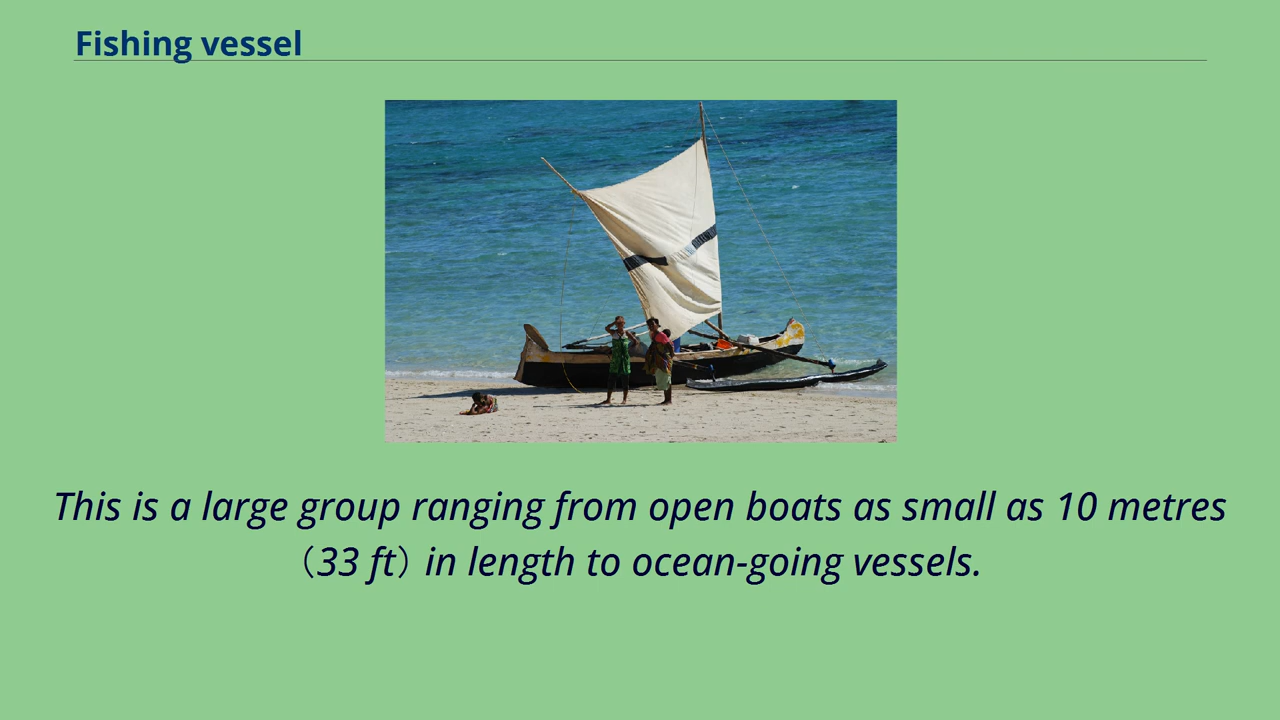 Fishing vessel
This is a large group ranging from open boats as small as 10 metres
（33 ft）in length to ocean-going vessels.